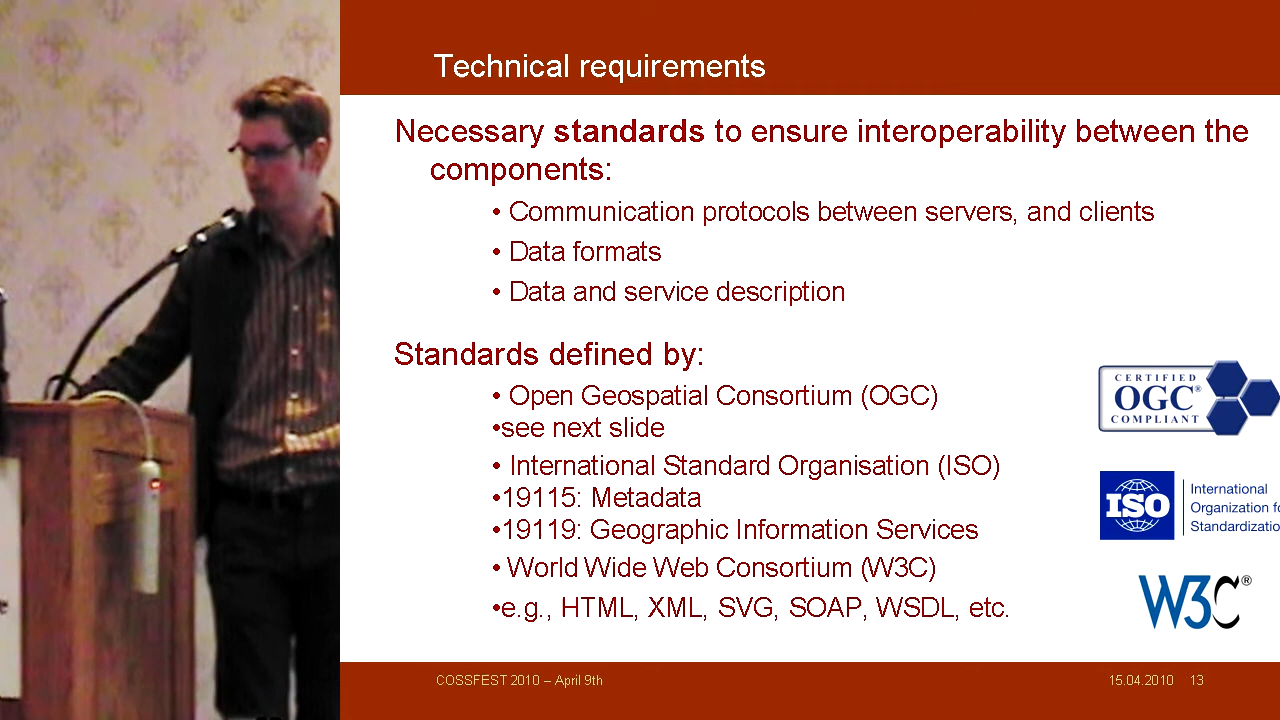 Technical requirements
Necessary standards to ensure interoperability between the
components:
• Communication protocols between servers, and clients
• Data formats
• Data and service description
Standards defined by:
• Open Geospatial Consortium (OGC)
•see next slide
• International Standard Organisation (ISO)
•19115: Metadata
•19119: Geographic Information Services
• World Wide Web Consortium (W3C)
•e.g., HTML, XML, SVG, SOAP, WSDL, etc.
CERTIFIED
OGC®
COMPLIANT
ISO
International
Organization fo
Standardizatio
W3C®
COSSFEST 2010 – April 9th
15.04.2010 13